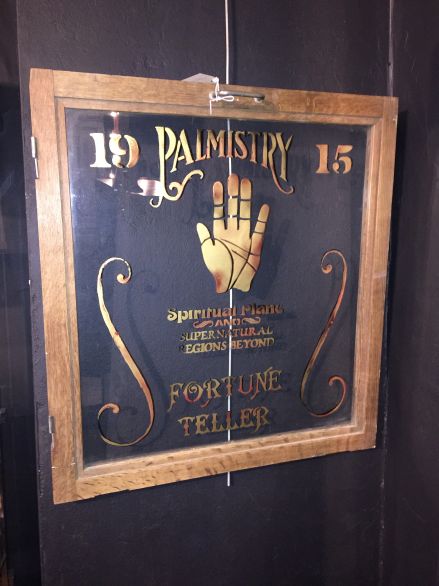 19 PALMISTRY 15
Spiritual Plane
AND
SUPERNATURAL
REGIONS BEYOND
FORTUNE
TELLER